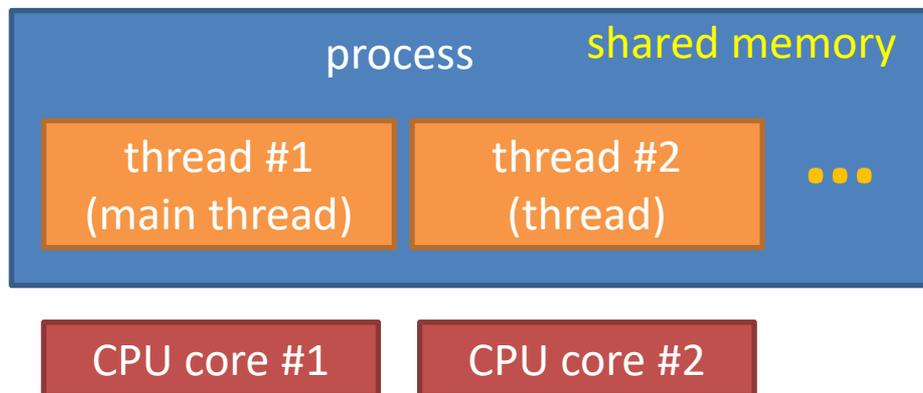 process
shared memory
thread #1
(main thread)
thread #2
(thread)
...
CPU core #1
CPU core #2